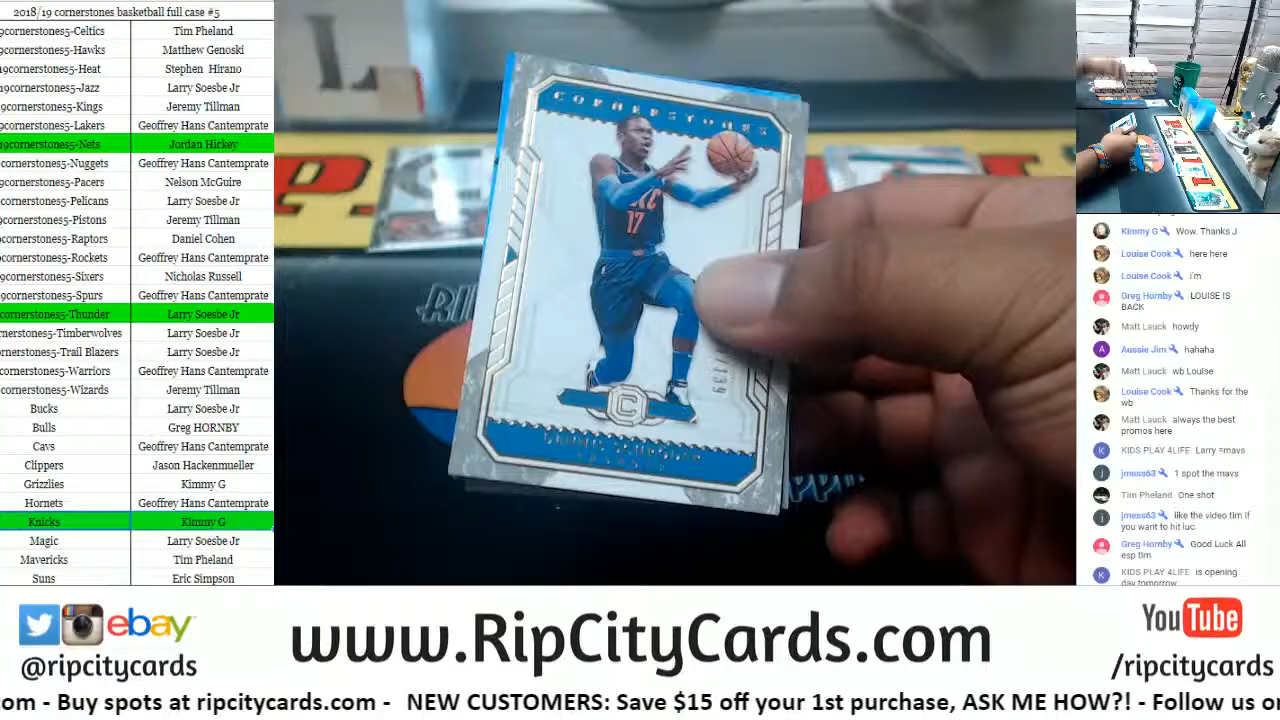 2018/19 cornerstones basketball full case #5
9cornerstones5-Celtics Tim Pheland
9cornerstones5-Hawks Matthew Genoski
19cornerstones5-Heat Stephen Hirano
19cornerstones5-Jazz Larry Soesbe Jr
9cornerstones5-Kings Jeremy Tillman
9cornerstones5-Lakers Geoffrey Hans Cantemprate
19cornerstones5-Nets Jordan Hickey
cornerstones5-Nuggets Geoffrey Hans Cantemprate
9cornerstones5-Pacers Nelson McGuire
cornerstones5-Pelicans Larry Soesbe Jr
cornerstones5-Pistons Jeremy Tillman
cornerstones5-Raptors Daniel Cohen
cornerstones5-Rockets Geoffrey Hans Cantemprate
9cornerstones5-Sixers Nicholas Russell
9cornerstones5-Spurs Geoffrey Hans Cantemprate
cornerstones5-Thunder Larry Soesbe Jr
rnerstones5-Timberwolves Larry Soesbe Jr
rnerstones5-Trail Blazers Larry Soesbe Jr
cornerstones5-Warriors Geoffrey Hans Cantemprate
cornerstones5-Wizards Jeremy Tillman
Bucks Larry Soesbe Jr
Bulls Greg HORNBY
Cavs Geoffrey Hans Cantemprate
Clippers Jason Hackenmueller
Grizzlies Kimmy G
Hornets Geoffrey Hans Cantemprate
Knicks Kimmy G
Magic Larry Soesbe Jr
Mavericks Tim Pheland
Suns Eric Simpson
CORNERSTONES
17
C
Kimmy G Wow. Thanks J
Louise Cook here here
Louise Cook i'm
Greg Hornby LOUISE IS
BACK
Matt Lauck howdy
Aussie Jim hahaha
Matt Lauck wb Louise
Louise Cook Thanks for the
wb
Matt Lauck always the best
promos here
KIDS PLAY 4LIFE Larry =mavs
jmess63 1 spot the mavs
Tim Pheland One shot
jmess63 like the video tim if
you want to hit luc
Greg Hornby Good Luck All
esp tim
KIDS PLAY 4LIFE is opening
day tomorrow
ebay
@ripcitycards
www.RipCityCards.com
YouTube
/ripcitycards
com - Buy spots at ripcitycards.com - NEW CUSTOMERS: Save $15 off your 1st purchase, ASK ME HOW?! - Follow us o